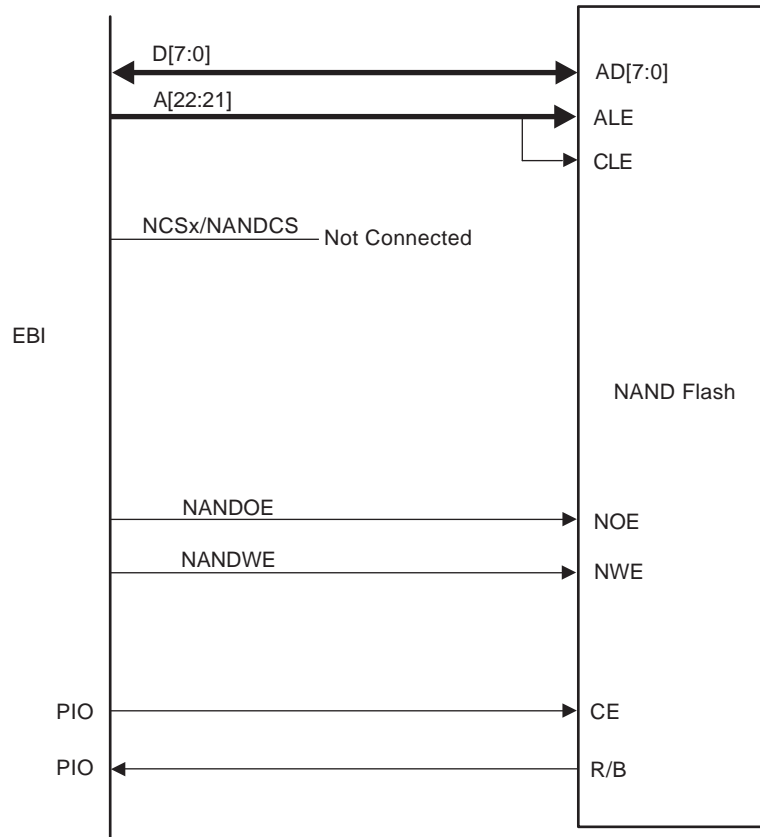 D[7:0]
AD[7:0]
A[22:21]
ALE
CLE
NCSx/NANDCS
Not Connected
EBI
NAND Flash
NANDOE
NOE
NANDWE
NWE
PIO
CE
PIO
R/B